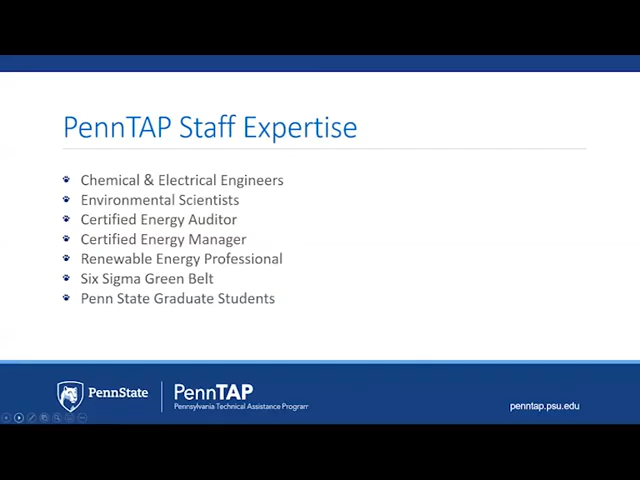 PennTAP Staff Expertise
Chemical & Electrical Engineers
Environmental Scientists
Certified Energy Auditor
Certified Energy Manager
Renewable Energy Professional
Six Sigma Green Belt
Penn State Graduate Students
PennState
PennTAP
Pennsylvania Technical Assistance Program
penntap.psu.edu